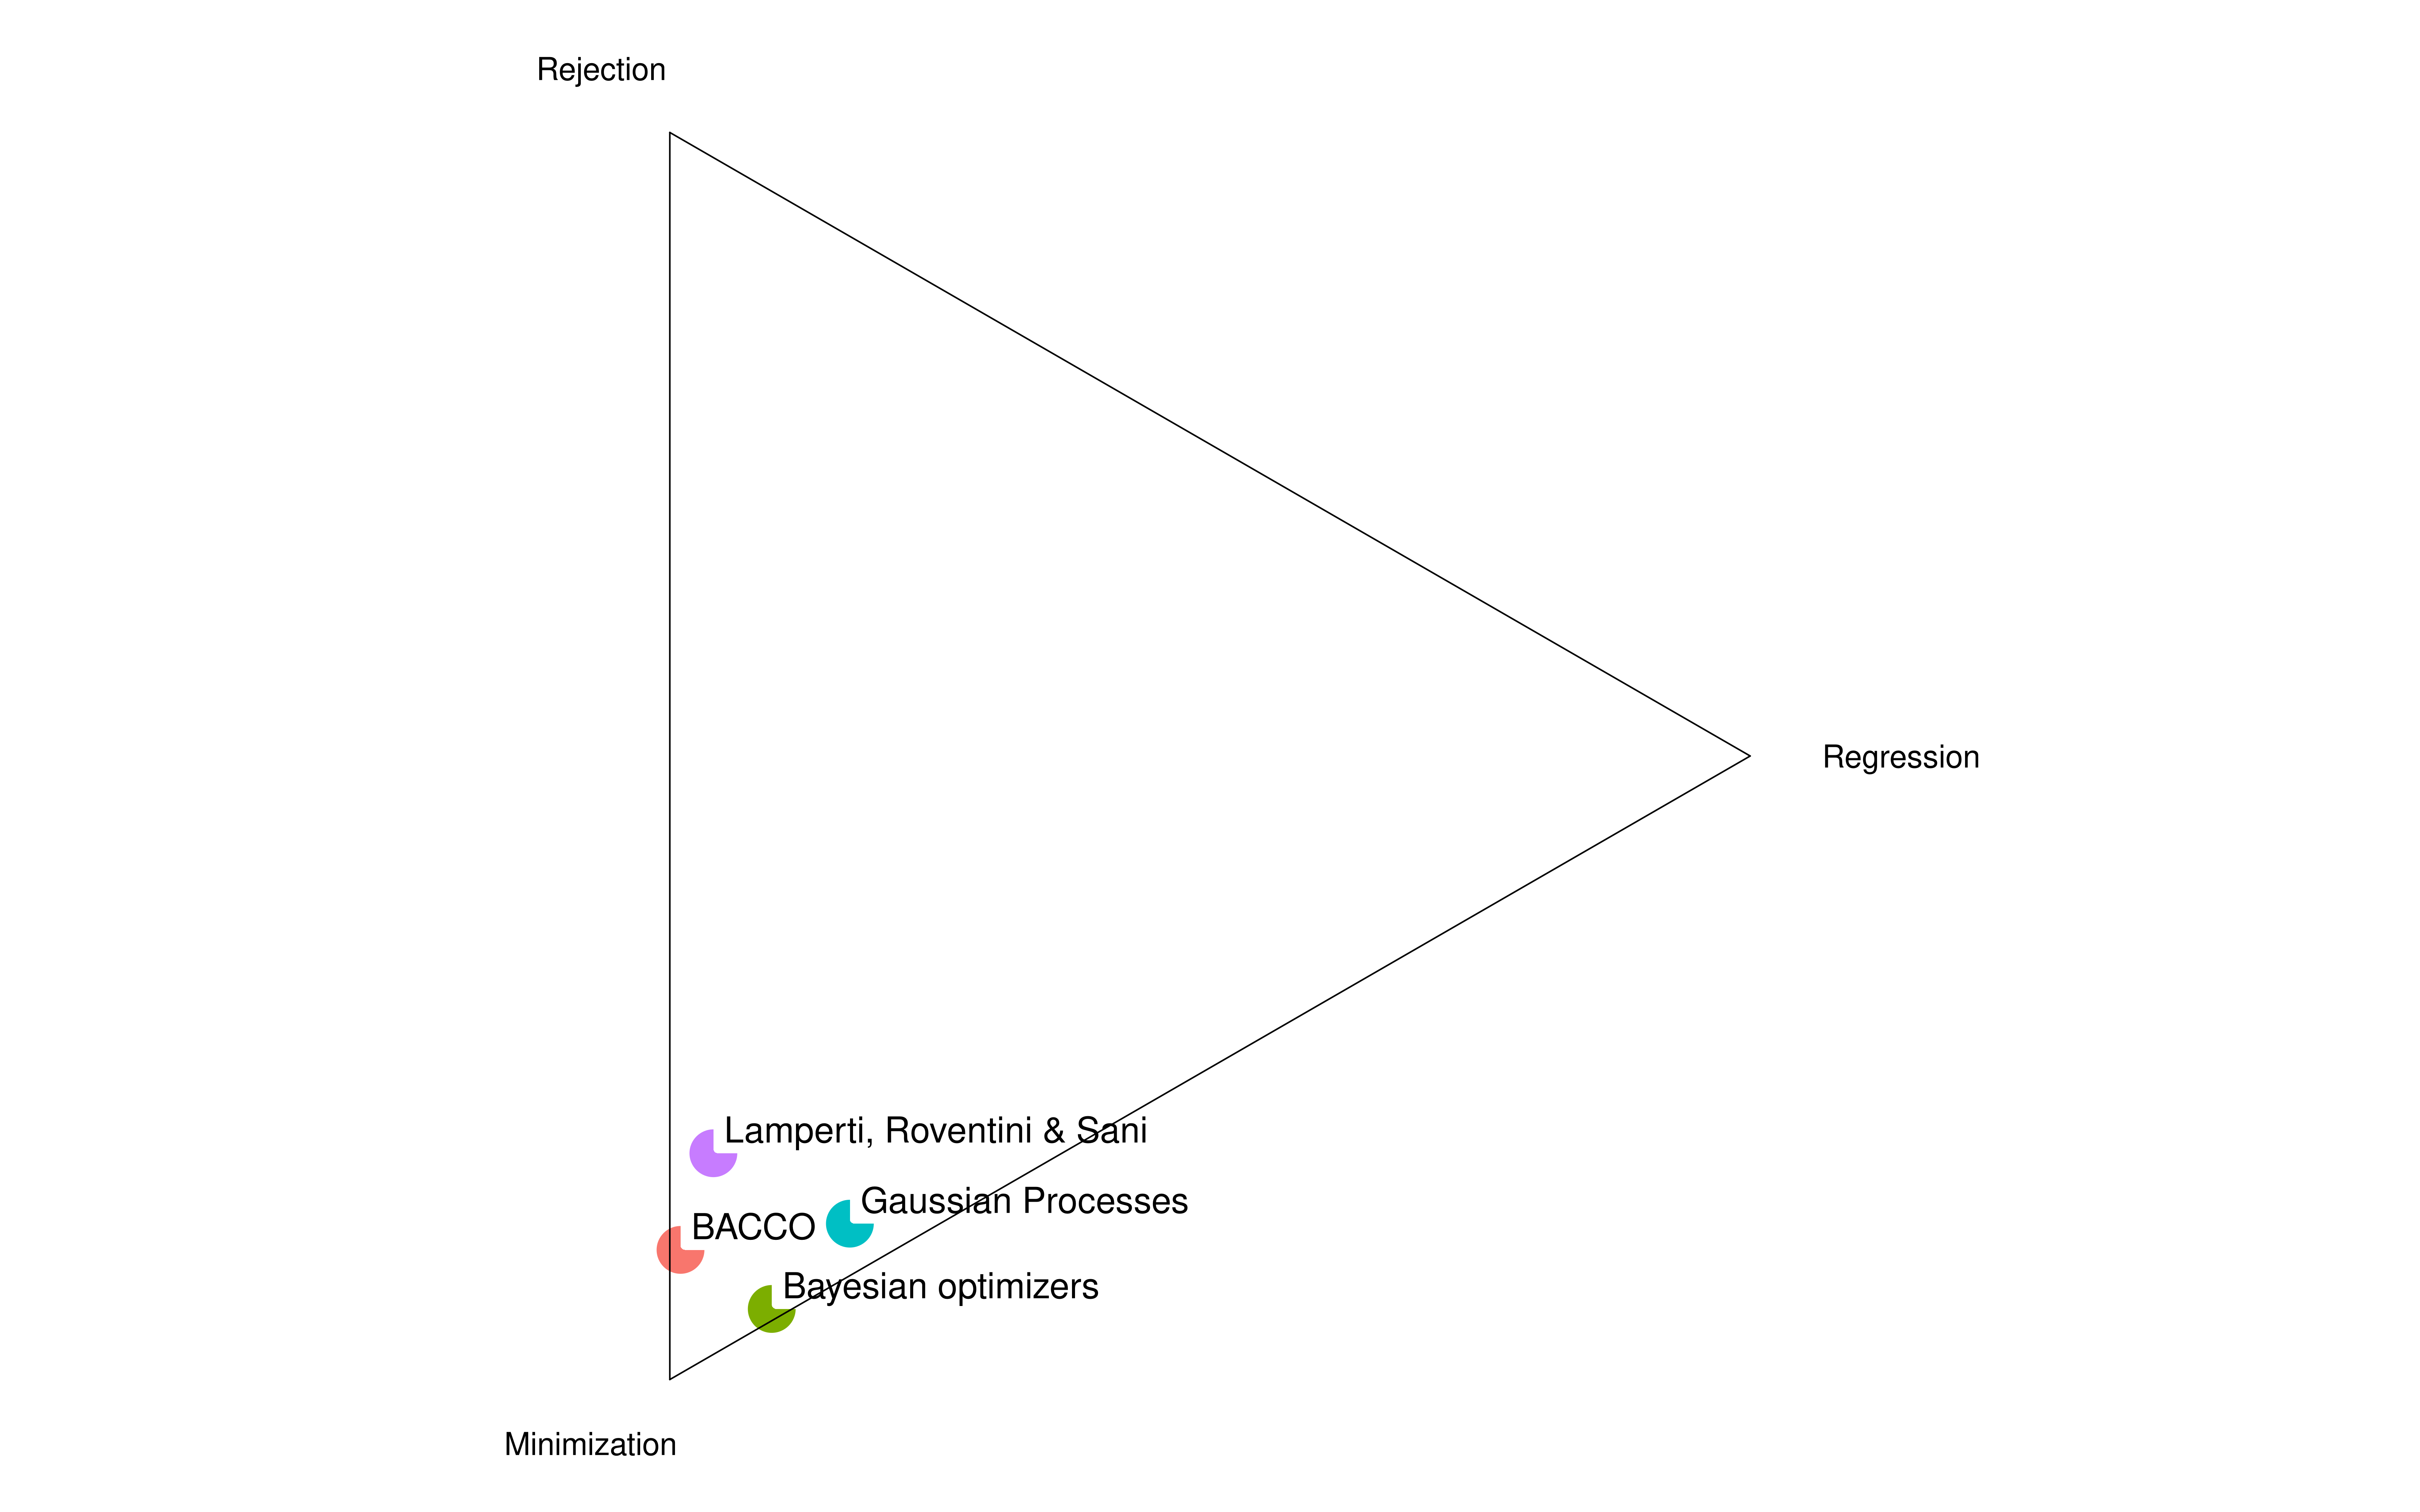 Rejection
Regression
Lamperti, Roventini & Sani
Gaussian Processes
BACCO
Bayesian optimizers
Minimization